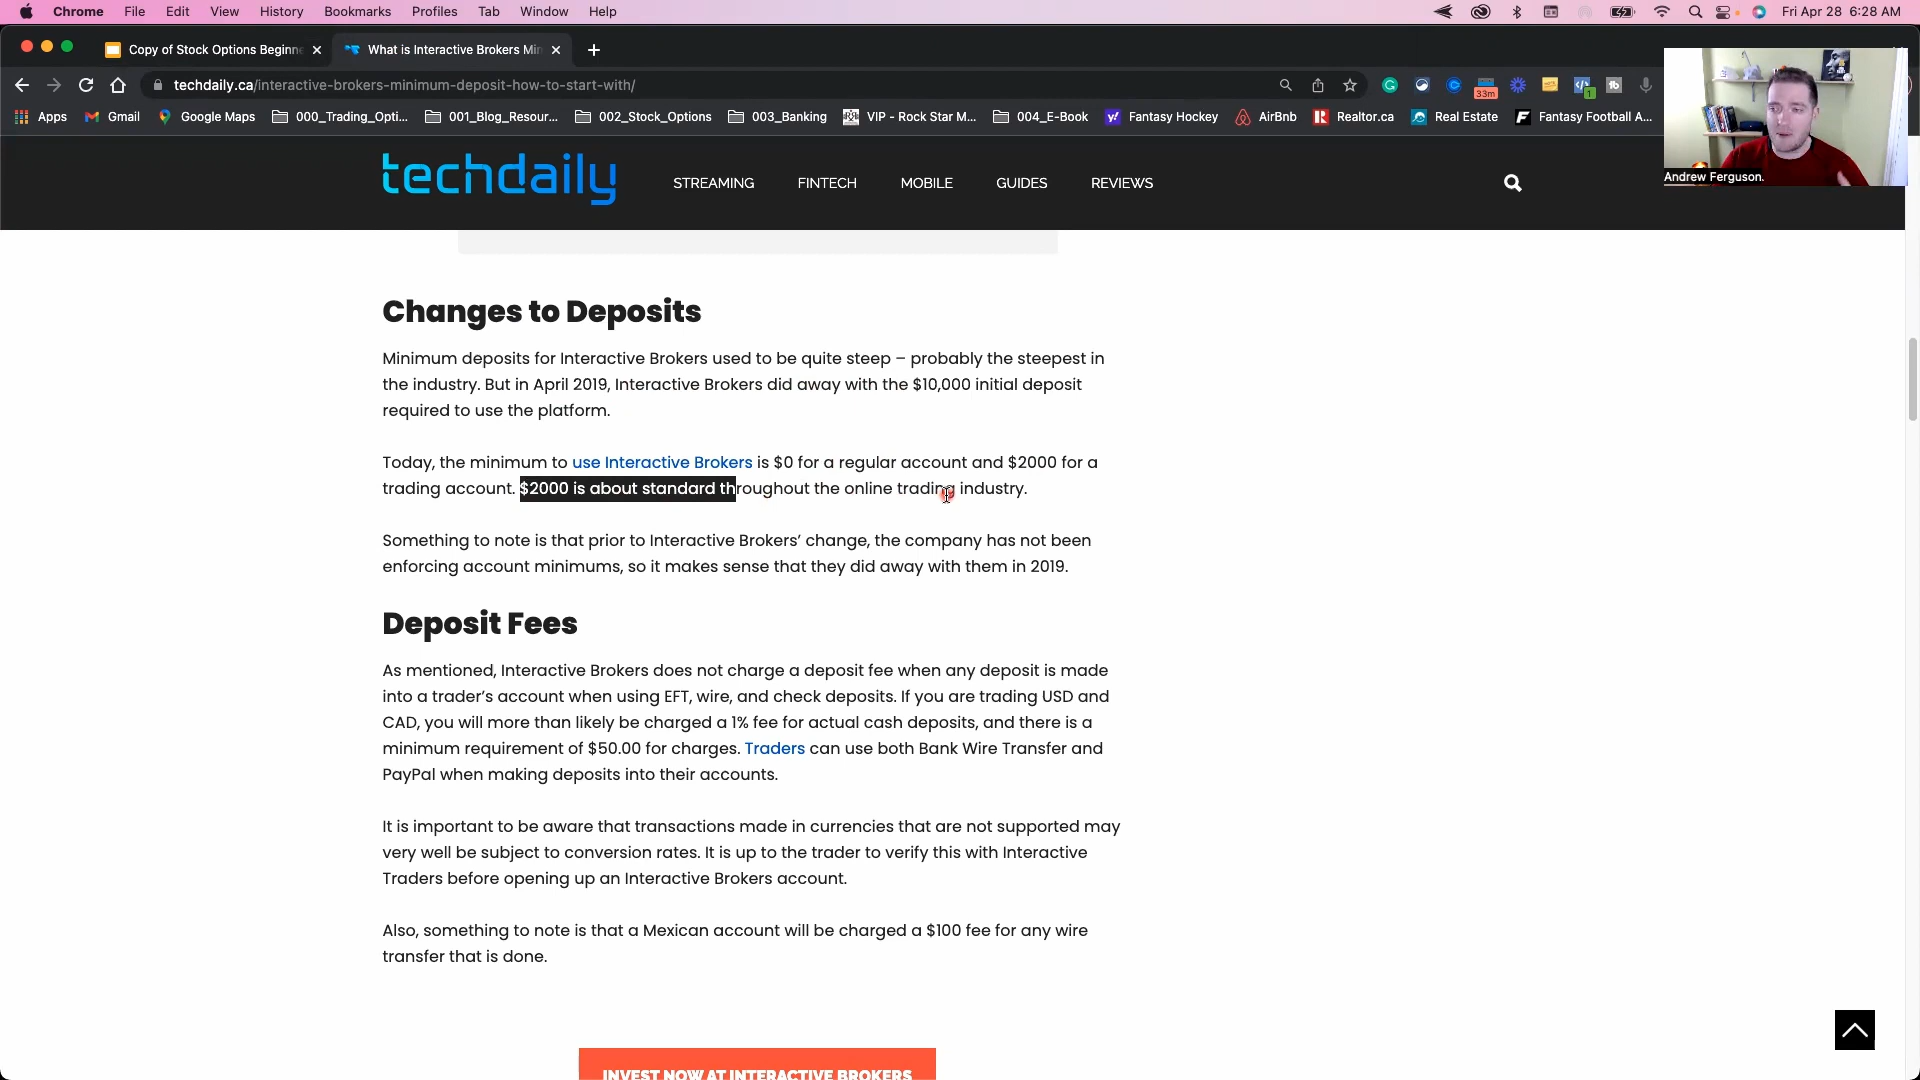 Chrome File Edit View History Bookmarks Profiles Tab Window Help Fri Apr 28 6:28 AM
Copy of Stock Options Beginne What is Interactive Brokers Min
techdaily.ca/interactive-brokers-minimum-deposit-how-to-start-with/ 33m 1
Apps Gmail Google Maps 000_Trading_Opti... 001_Blog_Resour... 002_Stock_Options 003_Banking VIP - Rock Star M... 004_E-Book Fantasy Hockey AirBnb Realtor.ca Real Estate Fantasy Football A...
Andrew Ferguson.
techdaily STREAMING FINTECH MOBILE GUIDES REVIEWS
Changes to Deposits
Minimum deposits for Interactive Brokers used to be quite steep – probably the steepest in
the industry. But in April 2019, Interactive Brokers did away with the $10,000 initial deposit
required to use the platform.
Today, the minimum to use Interactive Brokers is $0 for a regular account and $2000 for a
trading account. $2000 is about standard throughout the online trading industry.
Something to note is that prior to Interactive Brokers’ change, the company has not been
enforcing account minimums, so it makes sense that they did away with them in 2019.
Deposit Fees
As mentioned, Interactive Brokers does not charge a deposit fee when any deposit is made
into a trader’s account when using EFT, wire, and check deposits. If you are trading USD and
CAD, you will more than likely be charged a 1% fee for actual cash deposits, and there is a
minimum requirement of $50.00 for charges. Traders can use both Bank Wire Transfer and
PayPal when making deposits into their accounts.
It is important to be aware that transactions made in currencies that are not supported may
very well be subject to conversion rates. It is up to the trader to verify this with Interactive
Traders before opening up an Interactive Brokers account.
Also, something to note is that a Mexican account will be charged a $100 fee for any wire
transfer that is done.
INVEST NOW AT INTERACTIVE BROKERS